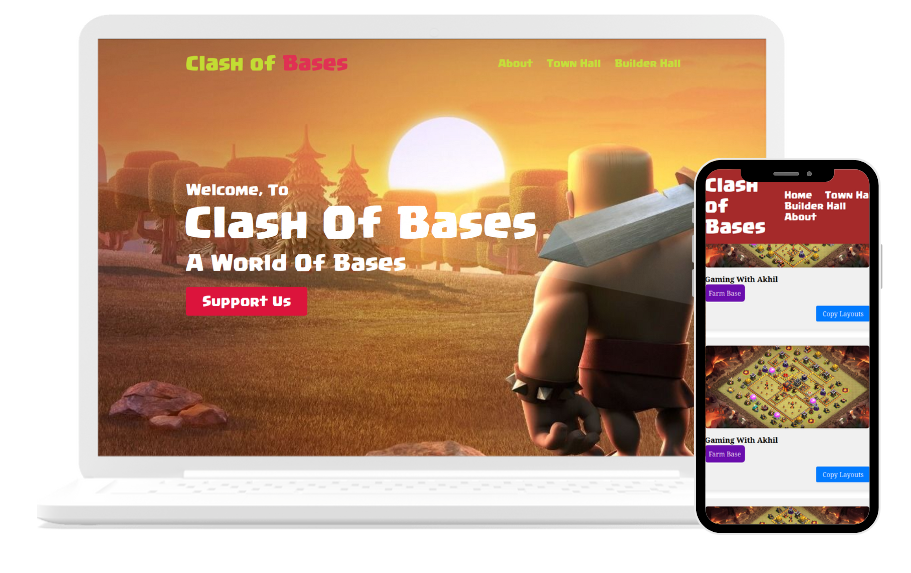 Clash of Bases
About Town Hall Builder Hall
Welcome, To
Clash Of Bases
A World Of Bases
Support Us
Clash
of
Bases
Home Town Ha
Builder Hall
About
Gaming With Akhil
Farm Base
Copy Layouts
Gaming With Akhil
Farm Base
Copy Layouts